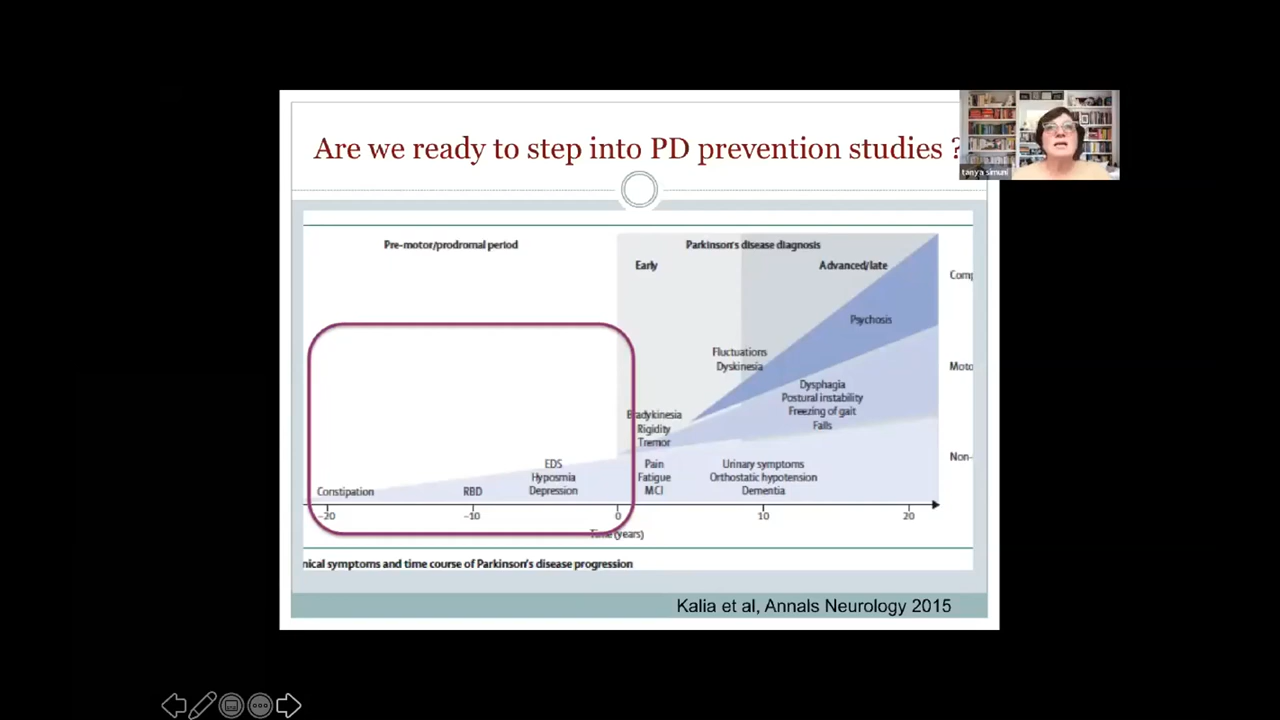 Are we ready to step into PD prevention studies ?
tanya simuni
Pre-motor/prodromal period
Parkinson's disease diagnosis
Early
Advanced/late
Comp
Psychosis
Fluctuations
Dyskinesia
Moto
Dysphagia
Postural instability
Freezing of gait
Falls
Bradykinesia
Rigidity
Tremor
Non-
EDS
Hyposmia
Depression
Pain
Fatigue
MCI
Urinary symptoms
Orthostatic hypotension
Dementia
Constipation
RBD
-20
-10
0
10
20
Time (years)
nical symptoms and time course of Parkinson's disease progression
Kalia et al, Annals Neurology 2015